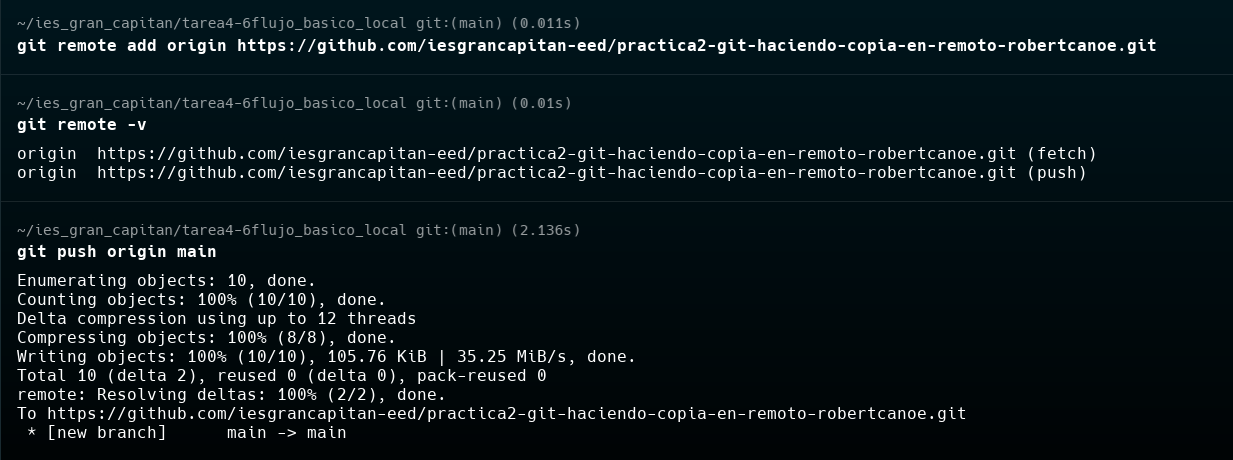 ~/ies_gran_capitan/tarea4-6flujo_basico_local git:(main) (0.011s)
git remote add origin https://github.com/iesgrancapitan-eed/practica2-git-haciendo-copia-en-remoto-robertcanoe.git
~/ies_gran_capitan/tarea4-6flujo_basico_local git:(main) (0.01s)
git remote -v
origin  https://github.com/iesgrancapitan-eed/practica2-git-haciendo-copia-en-remoto-robertcanoe.git (fetch)
origin  https://github.com/iesgrancapitan-eed/practica2-git-haciendo-copia-en-remoto-robertcanoe.git (push)
~/ies_gran_capitan/tarea4-6flujo_basico_local git:(main) (2.136s)
git push origin main
Enumerating objects: 10, done.
Counting objects: 100% (10/10), done.
Delta compression using up to 12 threads
Compressing objects: 100% (8/8), done.
Writing objects: 100% (10/10), 105.76 KiB | 35.25 MiB/s, done.
Total 10 (delta 2), reused 0 (delta 0), pack-reused 0
remote: Resolving deltas: 100% (2/2), done.
To https://github.com/iesgrancapitan-eed/practica2-git-haciendo-copia-en-remoto-robertcanoe.git
 * [new branch]      main -> main